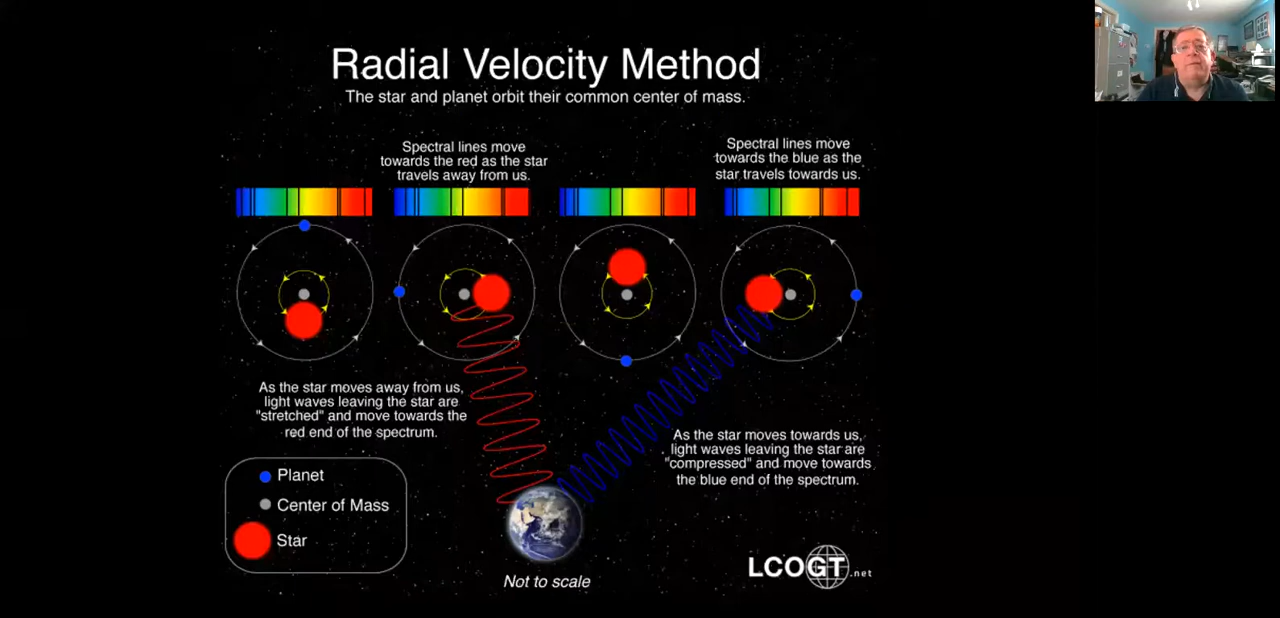 Radial Velocity Method
The star and planet orbit their common center of mass.
Spectral lines move
towards the red as the star
travels away from us.
Spectral lines move
towards the blue as the
star travels towards us.
As the star moves away from us,
light waves leaving the star are
"stretched" and move towards the
red end of the spectrum.
As the star moves towards us,
light waves leaving the star are
"compressed" and move towards
the blue end of the spectrum.
Planet
Center of Mass
Star
Not to scale
LCOGT.net